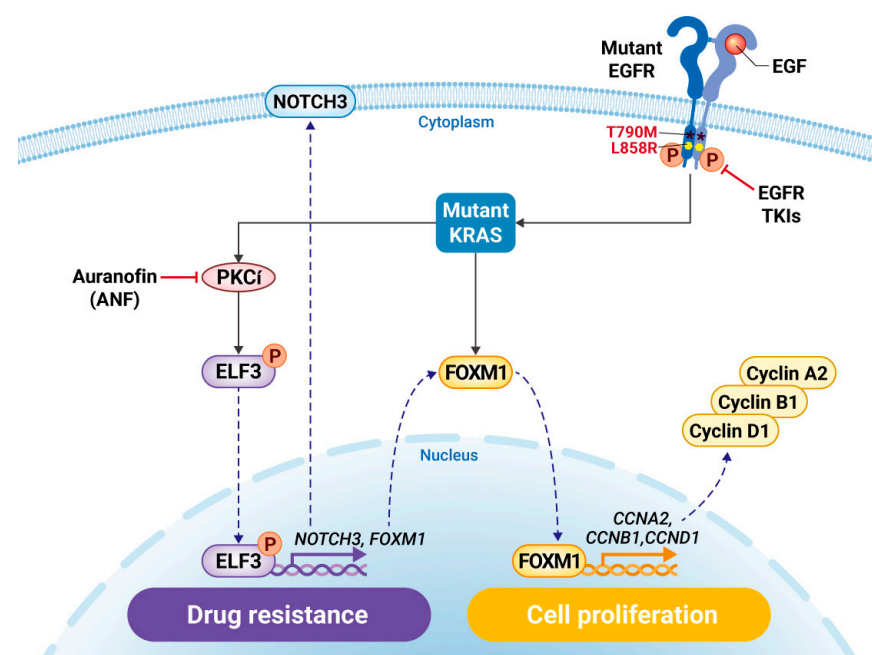 Mutant
EGFR
EGF
NOTCH3
Cytoplasm
T790M
L858R
P
P
EGFR
TKIs
Mutant
KRAS
Auranofin
(ANF)
PKCí
P
ELF3
FOXM1
Cyclin A2
Cyclin B1
Cyclin D1
Nucleus
P
ELF3
NOTCH3, FOXM1
FOXM1
CCNA2,
CCNB1,CCND1
Drug resistance
Cell proliferation